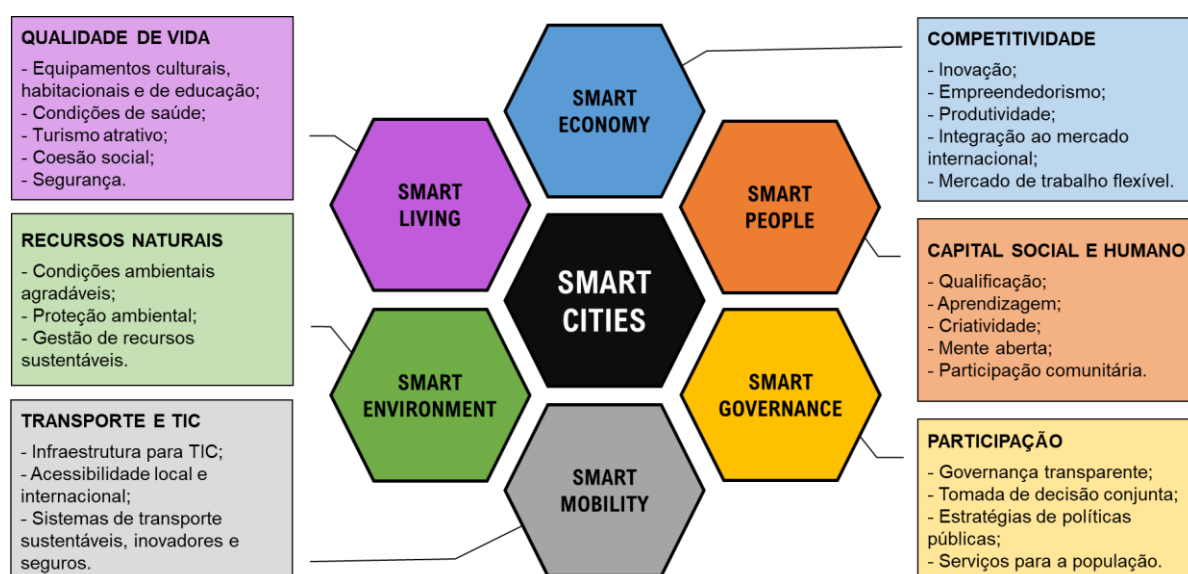 QUALIDADE DE VIDA
- Equipamentos culturais,
habitacionais e de educação;
- Condições de saúde;
- Turismo atrativo;
- Coesão social;
- Segurança.
RECURSOS NATURAIS
- Condições ambientais
agradáveis;
- Proteção ambiental;
- Gestão de recursos
sustentáveis.
TRANSPORTE E TIC
- Infraestrutura para TIC;
- Acessibilidade local e
internacional;
- Sistemas de transporte
sustentáveis, inovadores e
seguros.
SMART
ECONOMY
SMART
LIVING
SMART
PEOPLE
SMART
CITIES
SMART
ENVIRONMENT
SMART
GOVERNANCE
SMART
MOBILITY
COMPETITIVIDADE
- Inovação;
- Empreendedorismo;
- Produtividade;
- Integração ao mercado
internacional;
- Mercado de trabalho flexível.
CAPITAL SOCIAL E HUMANO
- Qualificação;
- Aprendizagem;
- Criatividade;
- Mente aberta;
- Participação comunitária.
PARTICIPAÇÃO
- Governança transparente;
- Tomada de decisão conjunta;
- Estratégias de políticas
públicas;
- Serviços para a população.